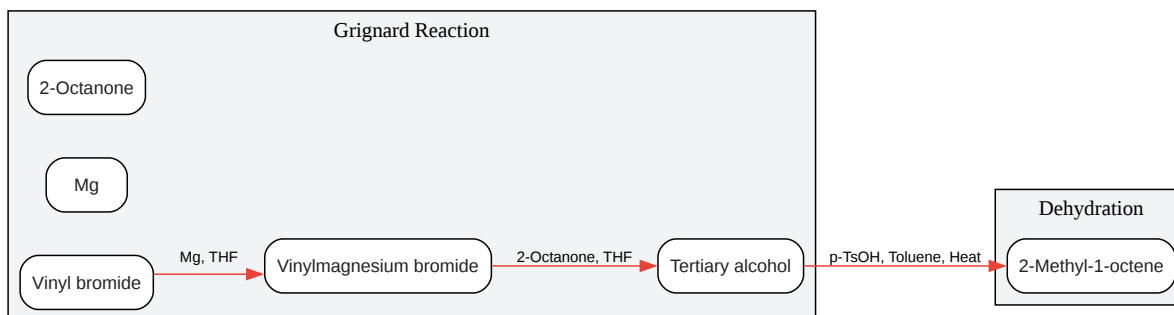 Grignard Reaction
2-Octanone
Mg
Vinyl bromide
Mg, THF
Vinylmagnesium bromide
2-Octanone, THF
Tertiary alcohol
p-TsOH, Toluene, Heat
Dehydration
2-Methyl-1-octene